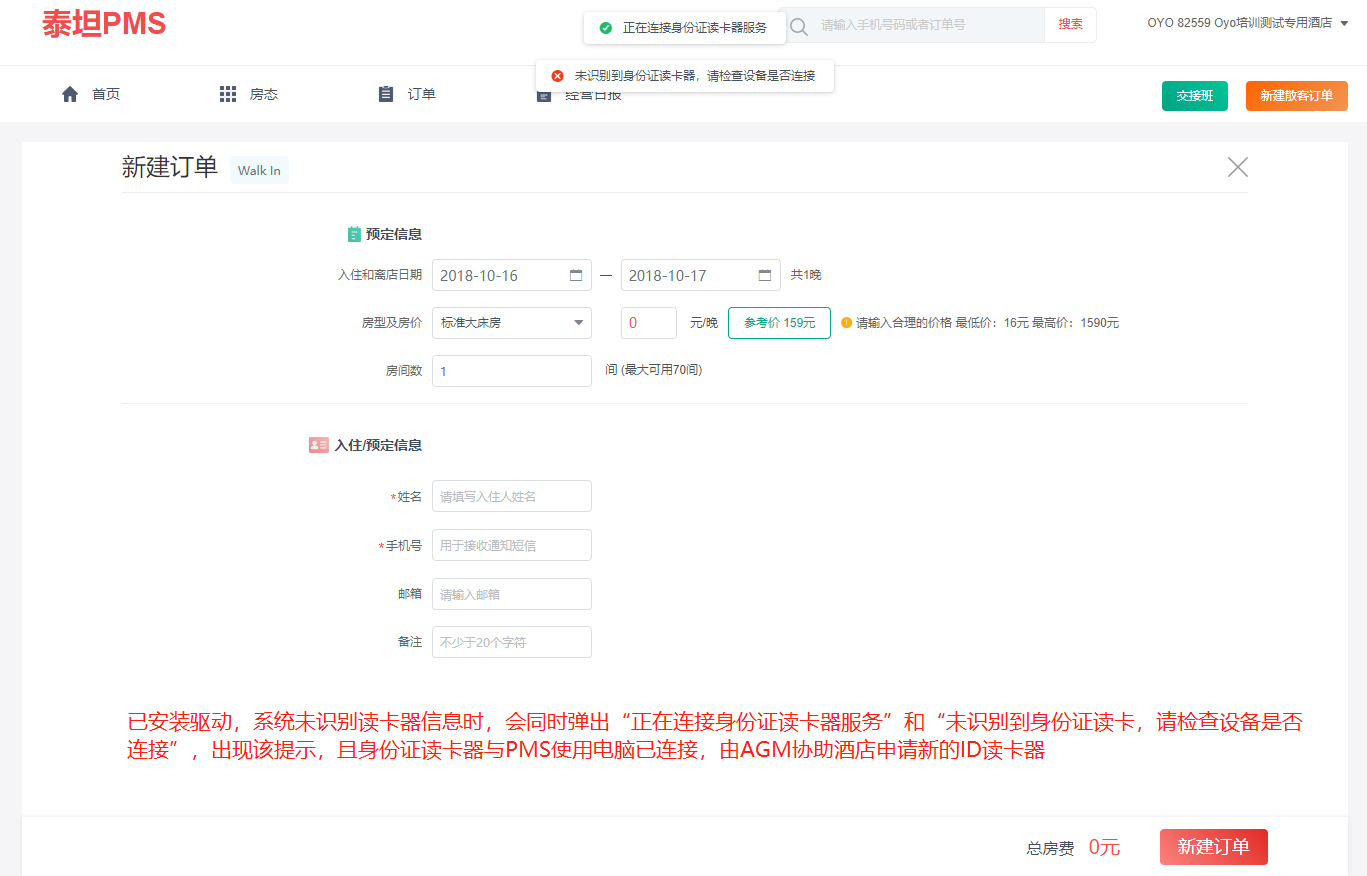 泰坦PMS
正在连接身份证读卡器服务
请输入手机号码或者订单号
搜索
OYO 82559 Oyo培训测试专用酒店
未识别到身份证读卡器，请检查设备是否连接
首页
房态
订单
经营日报
交接班
新建散客订单
新建订单 Walk In
预定信息
入住和离店日期 2018-10-16 — 2018-10-17 共1晚
房型及房价 标准大床房 0 元/晚 参考价 159元 请输入合理的价格 最低价：16元 最高价：1590元
房间数 1 间 (最大可用70间)
入住/预定信息
*姓名 请填写入住人姓名
*手机号 用于接收通知短信
邮箱 请输入邮箱
备注 不少于20个字符
已安装驱动，系统未识别读卡器信息时，会同时弹出“正在连接身份证读卡器服务”和“未识别到身份证读卡，请检查设备是否
连接”，出现该提示，且身份证读卡器与PMS使用电脑已连接，由AGM协助酒店申请新的ID读卡器
总房费 0元 新建订单